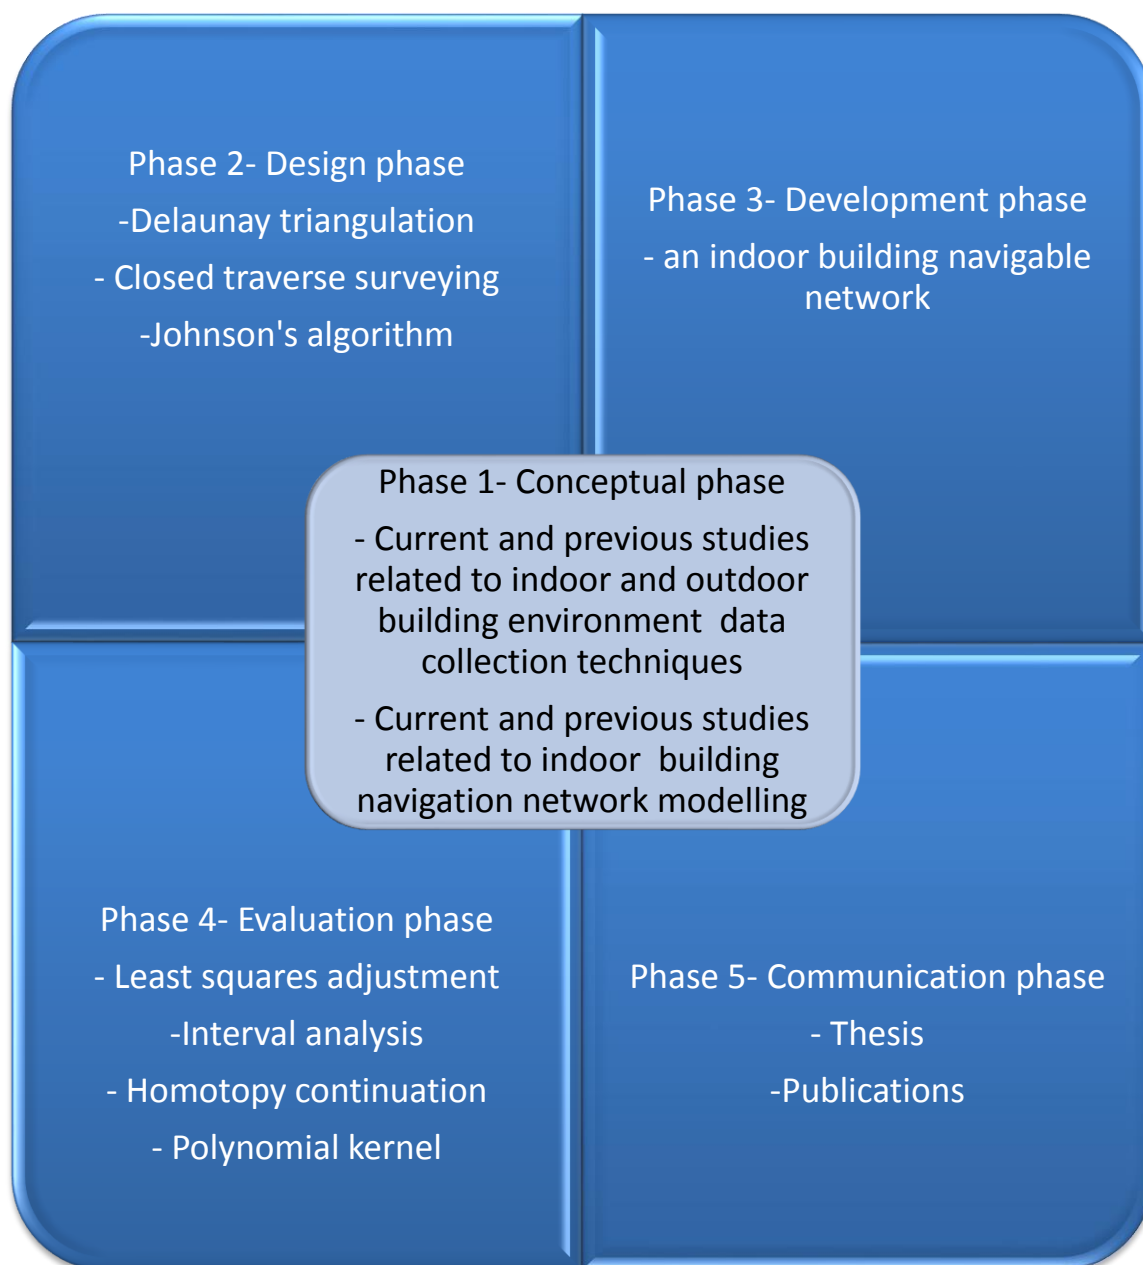 Phase 2- Design phase
-Delaunay triangulation
- Closed traverse surveying
-Johnson's algorithm
Phase 3- Development phase
- an indoor building navigable
network
Phase 1- Conceptual phase
- Current and previous studies
related to indoor and outdoor
building environment  data
collection techniques
- Current and previous studies
related to indoor  building
navigation network modelling
Phase 4- Evaluation phase
- Least squares adjustment
-Interval analysis
- Homotopy continuation
- Polynomial kernel
Phase 5- Communication phase
- Thesis
-Publications